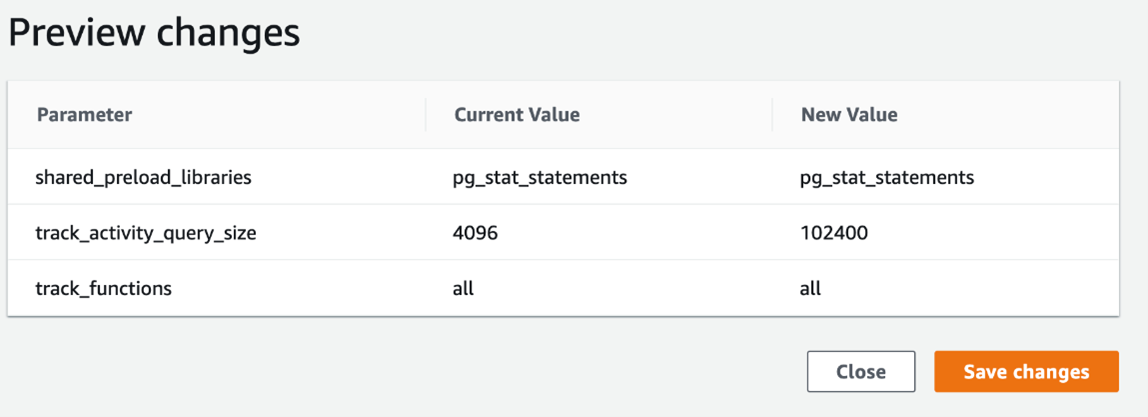 Preview changes
Parameter Current Value New Value
shared_preload_libraries pg_stat_statements pg_stat_statements
track_activity_query_size 4096 102400
track_functions all all
Close Save changes